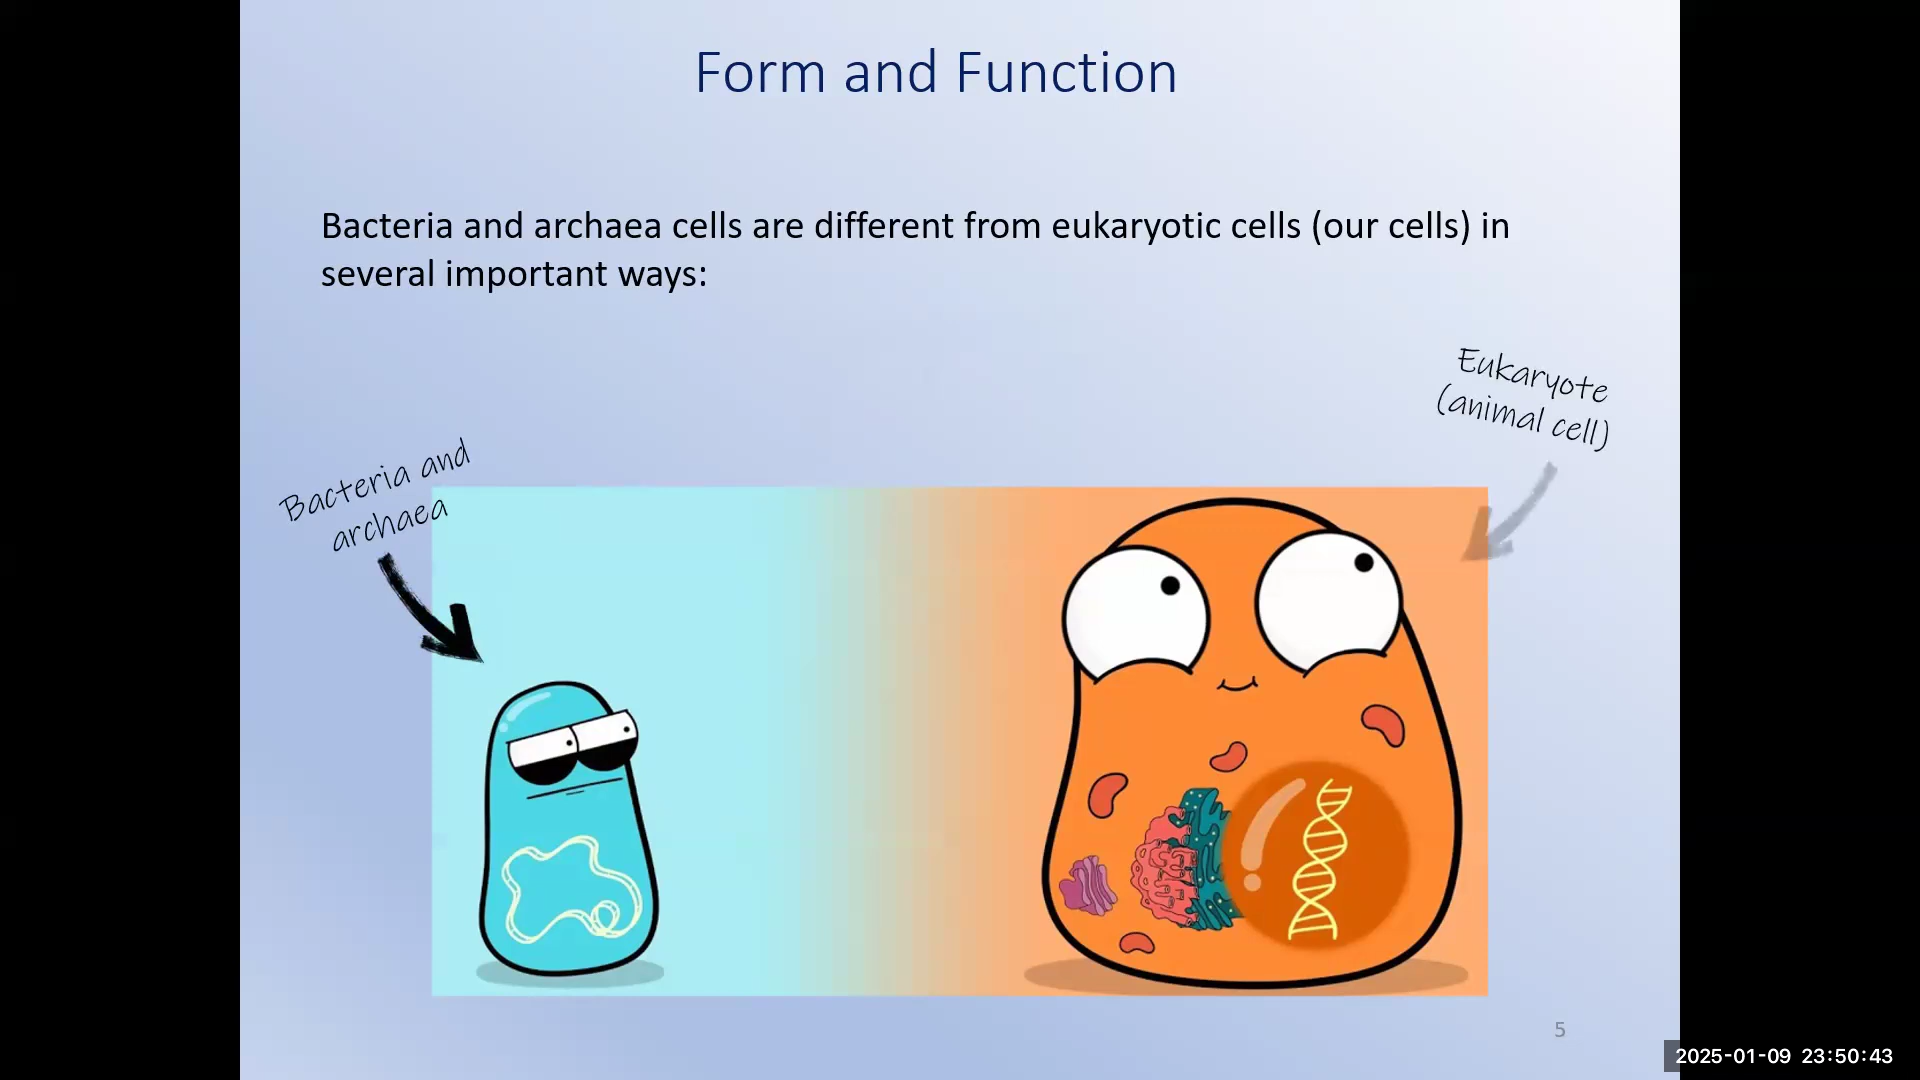 Form and Function
Bacteria and archaea cells are different from eukaryotic cells (our cells) in
several important ways:
Eukaryote
(animal cell)
Bacteria and
archaea
5
2025-01-09 23:50:43